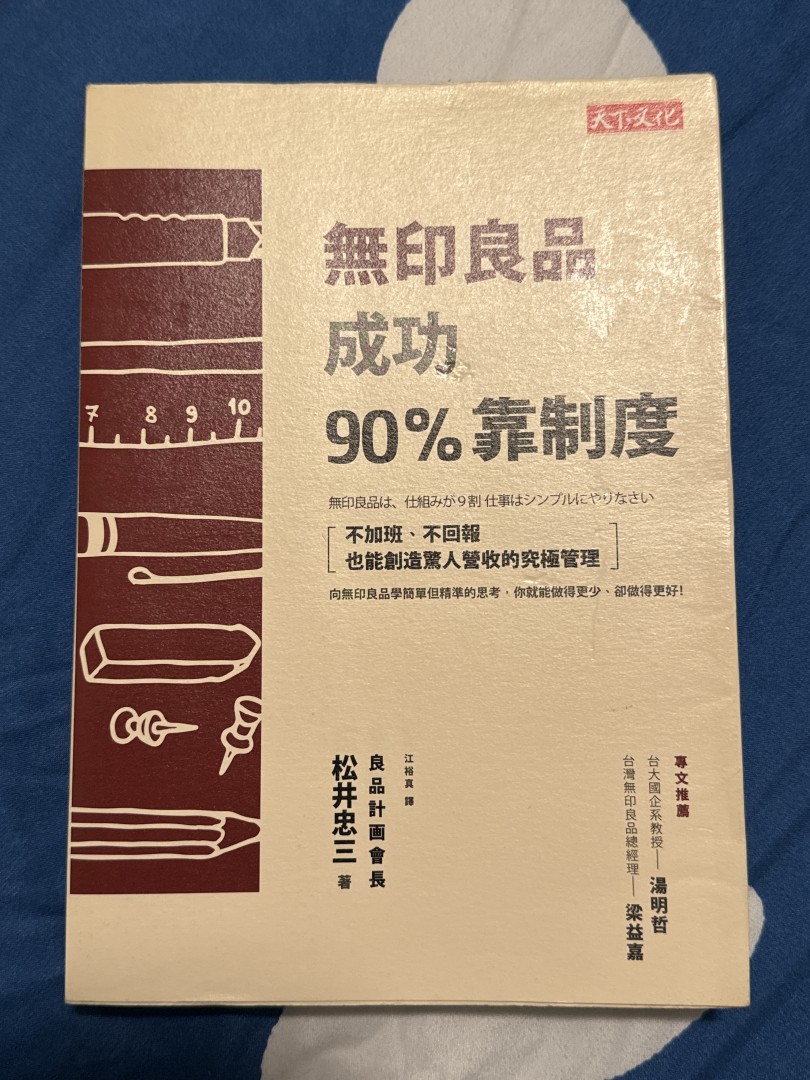 天下文化
無印良品
成功
90%靠制度
無印良品は、仕組みが9割 仕事はシンプルにやりなさい
不加班、不回報
也能創造驚人營收的究極管理
向無印良品學簡單但精準的思考，你就能做得更少、卻做得更好！
7 8 9 10
專文推薦
台大國企系教授——湯明哲
台灣無印良品總經理——梁益嘉
江裕真 譯
良品計画會長
松井忠三 著